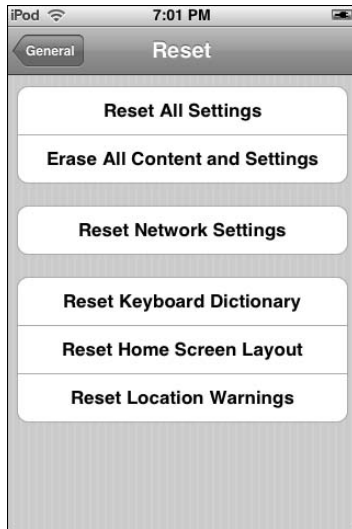 iPod 7:01 PM
General Reset
Reset All Settings
Erase All Content and Settings
Reset Network Settings
Reset Keyboard Dictionary
Reset Home Screen Layout
Reset Location Warnings